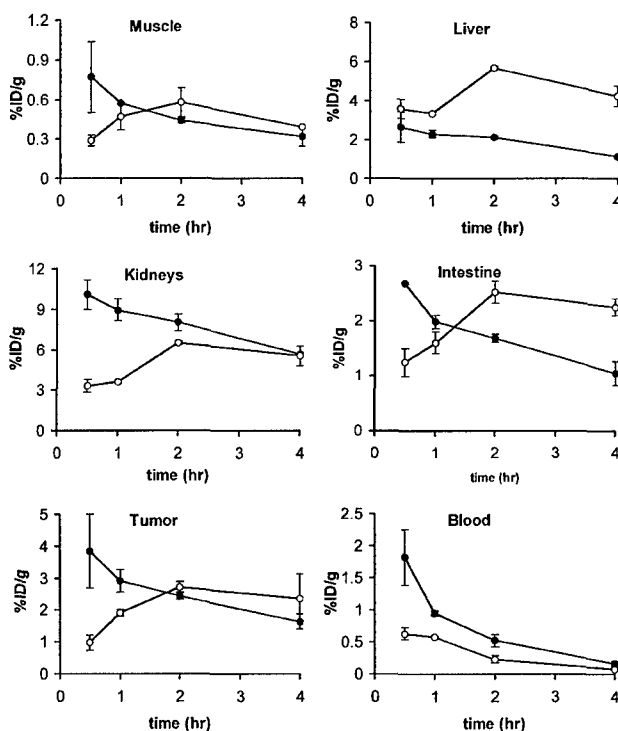 Muscle
%ID/g
1.2
0.9
0.6
0.3
0
0 1 2 3 4
time (hr)
Liver
%ID/g
8
6
4
2
0
0 1 2 3 4
time (hr)
Kidneys
%ID/g
12
9
6
3
0
0 1 2 3 4
time (hr)
Intestine
%ID/g
3
2
1
0
0 1 2 3 4
time (hr)
Tumor
%ID/g
5
4
3
2
1
0
0 1 2 3 4
time (hr)
Blood
%ID/g
2.5
2
1.5
1
0.5
0
0 1 2 3 4
time (hr)